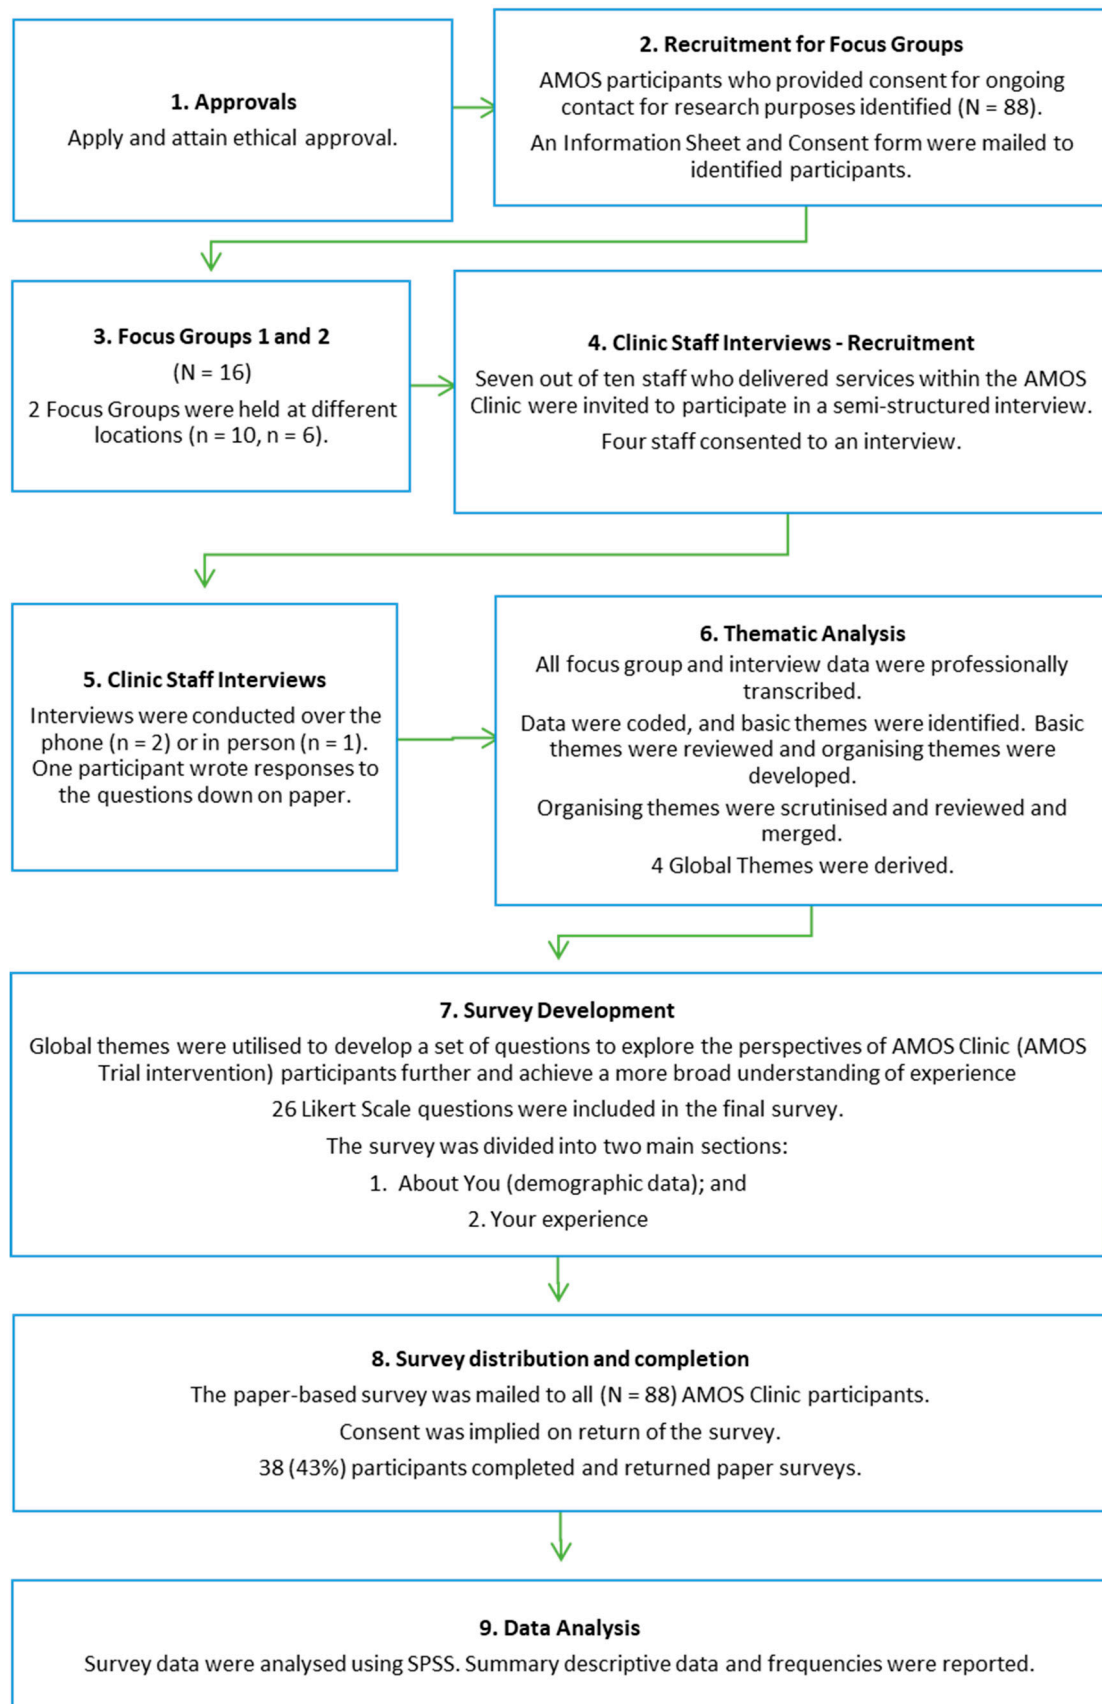 1. Approvals
Apply and attain ethical approval.
2. Recruitment for Focus Groups
AMOS participants who provided consent for ongoing
contact for research purposes identified (N = 88).
An Information Sheet and Consent form were mailed to
identified participants.
3. Focus Groups 1 and 2
(N = 16)
2 Focus Groups were held at different
locations (n = 10, n = 6).
4. Clinic Staff Interviews - Recruitment
Seven out of ten staff who delivered services within the AMOS
Clinic were invited to participate in a semi-structured interview.
Four staff consented to an interview.
5. Clinic Staff Interviews
Interviews were conducted over the
phone (n = 2) or in person (n = 1).
One participant wrote responses to
the questions down on paper.
6. Thematic Analysis
All focus group and interview data were professionally
transcribed.
Data were coded, and basic themes were identified. Basic
themes were reviewed and organising themes were
developed.
Organising themes were scrutinised and reviewed and
merged.
4 Global Themes were derived.
7. Survey Development
Global themes were utilised to develop a set of questions to explore the perspectives of AMOS Clinic (AMOS
Trial intervention) participants further and achieve a more broad understanding of experience
26 Likert Scale questions were included in the final survey.
The survey was divided into two main sections:
1. About You (demographic data); and
2. Your experience
8. Survey distribution and completion
The paper-based survey was mailed to all (N = 88) AMOS Clinic participants.
Consent was implied on return of the survey.
38 (43%) participants completed and returned paper surveys.
9. Data Analysis
Survey data were analysed using SPSS. Summary descriptive data and frequencies were reported.